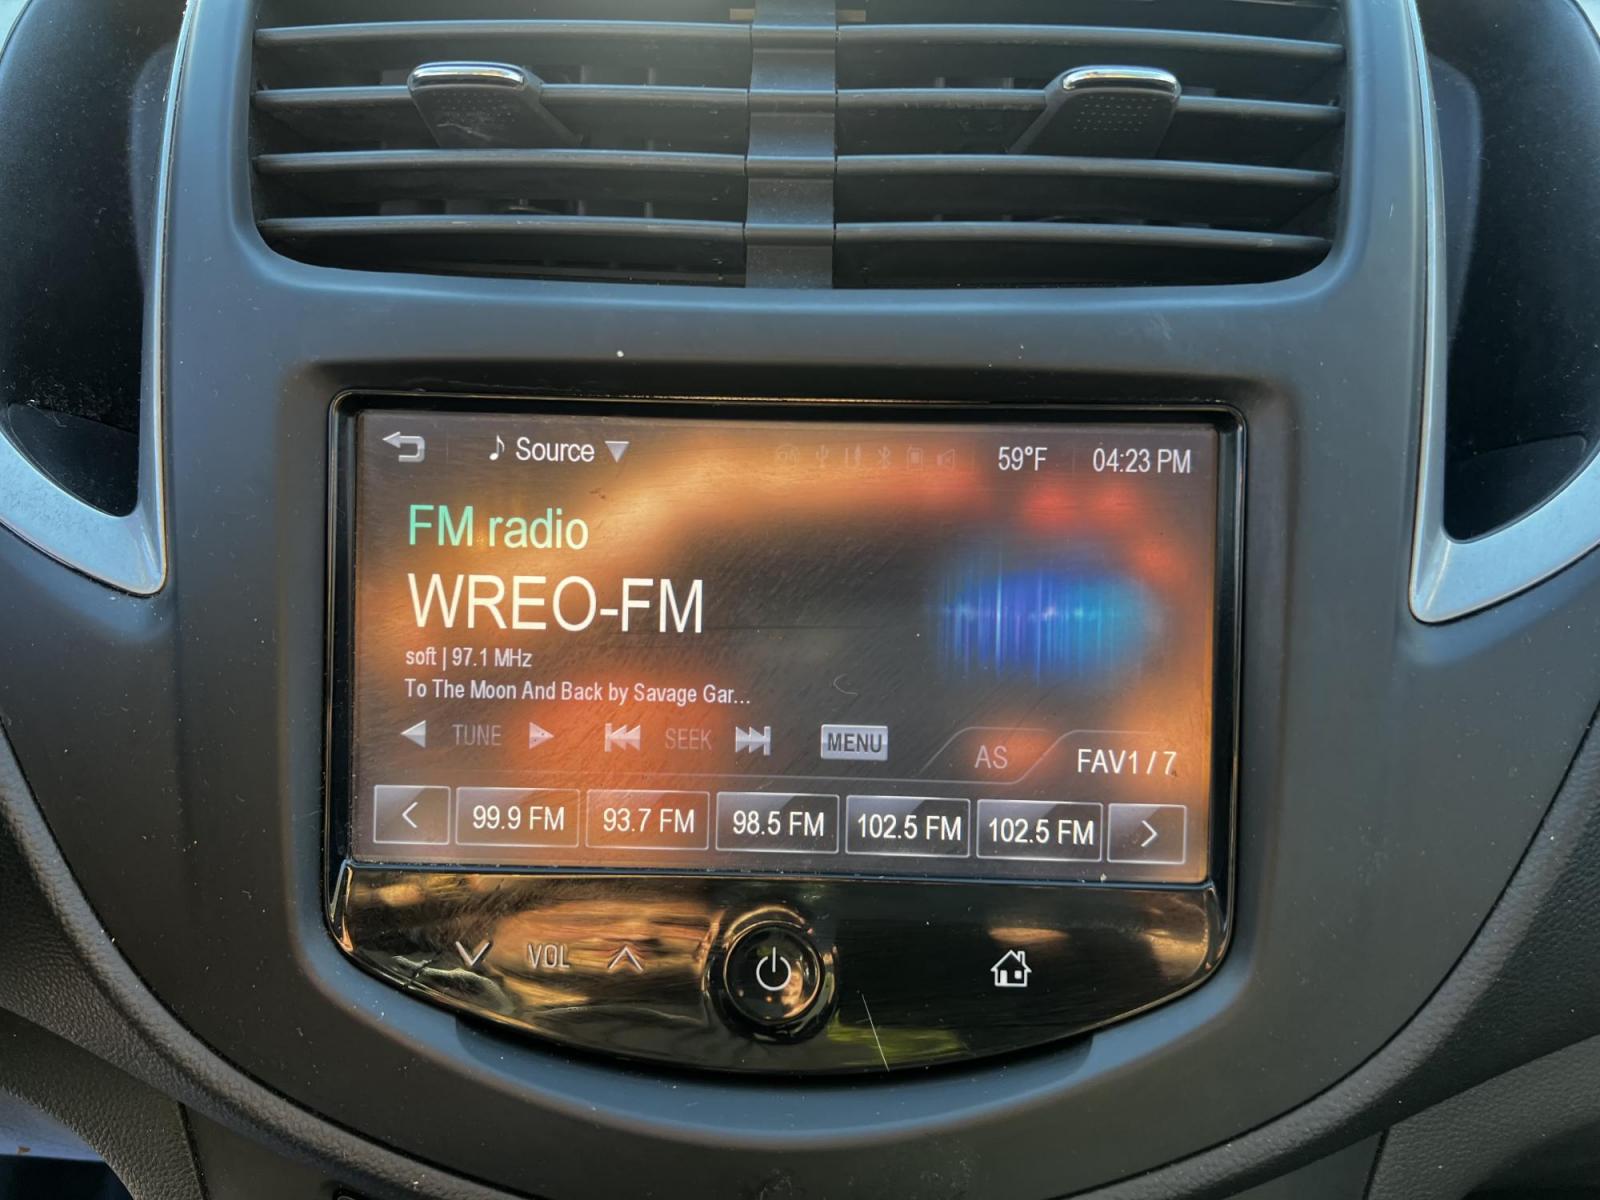 Source
59°F
04:23 PM
FM radio
WREO-FM
soft | 97.1 MHz
To The Moon And Back by Savage Gar...
TUNE
SEEK
MENU
AS
FAV1 / 7
99.9 FM
93.7 FM
98.5 FM
102.5 FM
102.5 FM
VOL